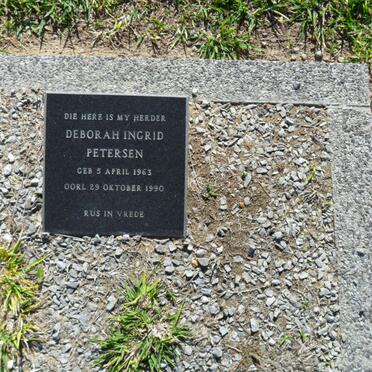 DIE HERE IS MY HERDER
DEBORAH INGRID
PETERSEN
GEB 5 APRIL 1963
OORL 29 OKTOBER 1990
RUS IN VREDE